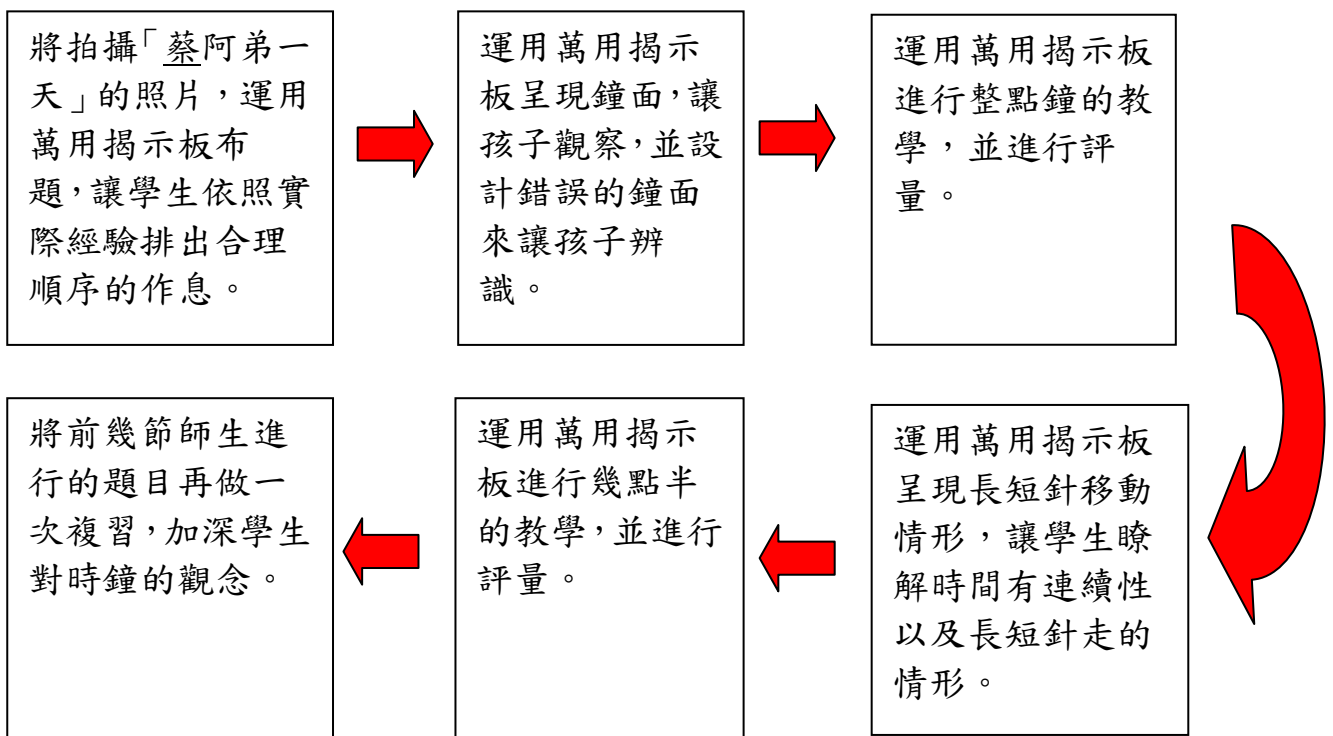 將拍攝「蔡阿弟一
天」的照片，運用
萬用揭示板布
題，讓學生依照實
際經驗排出合理
順序的作息。
運用萬用揭示
板呈現鐘面，讓
孩子觀察，並設
計錯誤的鐘面
來讓孩子辨
識。
運用萬用揭示板
進行整點鐘的教
學，並進行評
量。
運用萬用揭示板
呈現長短針移動
情形，讓學生瞭
解時間有連續性
以及長短針走的
情形。
運用萬用揭示
板進行幾點半
的教學，並進行
評量。
將前幾節師生進
行的題目再做一
次複習，加深學生
對時鐘的觀念。